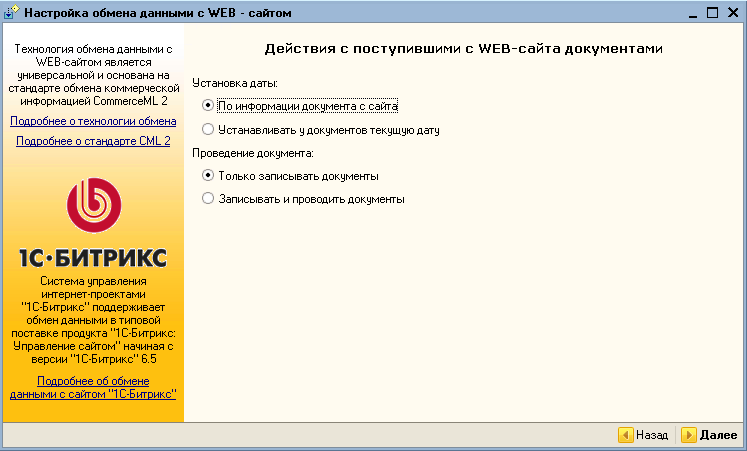 Настройка обмена данными с WEB - сайтом
Технология обмена данными с
WEB-сайтом является
универсальной и основана на
стандарте обмена коммерческой
информацией CommerceML 2
Подробнее о технологии обмена
Подробнее о стандарте CML 2
1С·БИТРИКС
Система управления
интернет-проектами
"1С-Битрикс" поддерживает
обмен данными в типовой
поставке продукта "1С-Битрикс:
Управление сайтом" начиная с
версии "1С-Битрикс" 6.5
Подробнее об обмене
данными с сайтом "1С-Битрикс"
Действия с поступившими с WEB-сайта документами
Установка даты:
По информации документа с сайта
Устанавливать у документов текущую дату
Проведение документа:
Только записывать документы
Записывать и проводить документы
Назад
Далее